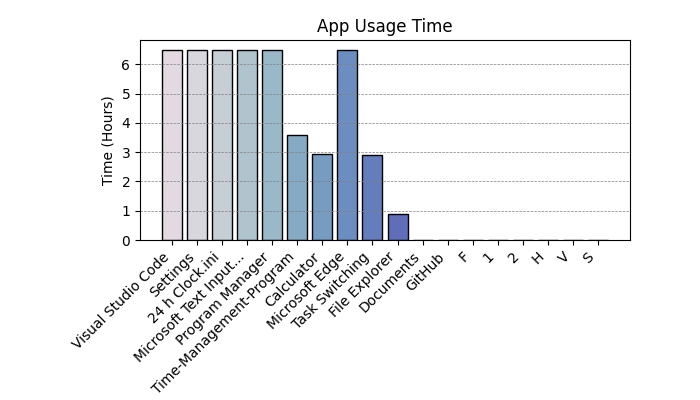 App Usage Time
Time (Hours)
6
5
4
3
2
1
0
Visual Studio Code
Settings
24 h Clock.ini
Microsoft Text Input...
Program Manager
Time-Management-Program
Calculator
Microsoft Edge
Task Switching
File Explorer
Documents
GitHub
F
1
2
H
V
S